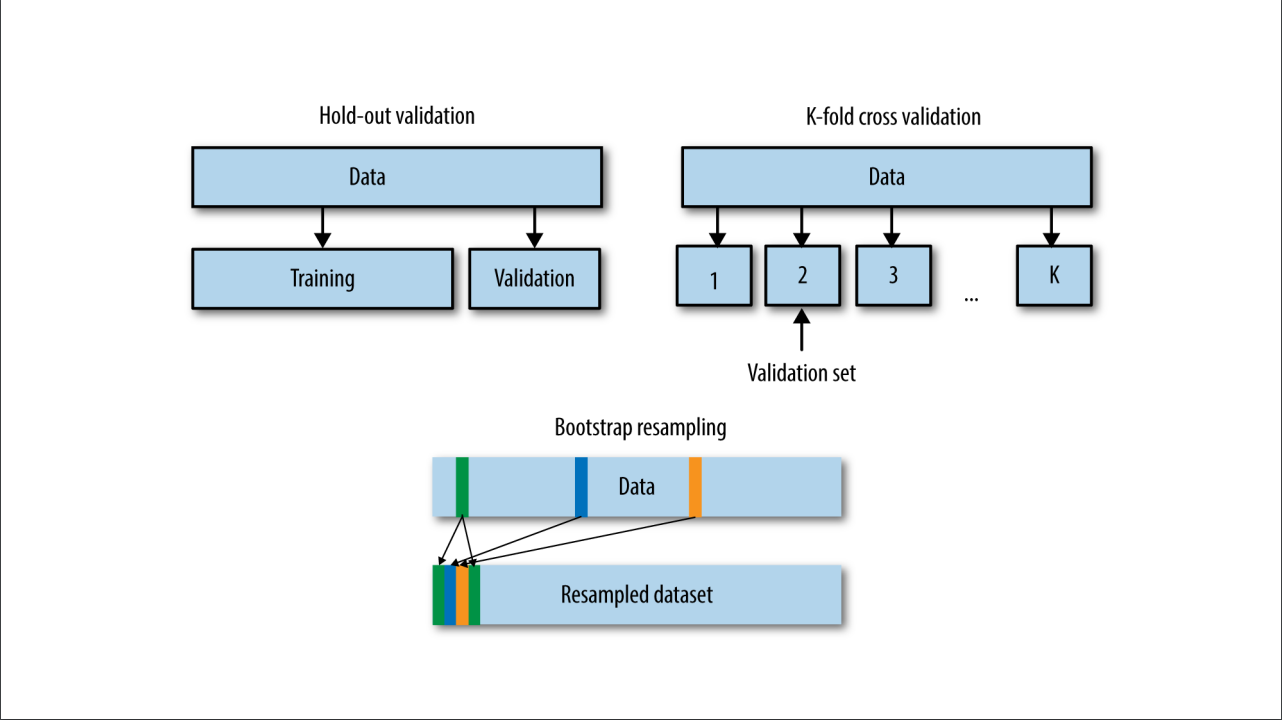 Hold-out validation
Data
Training
Validation
K-fold cross validation
Data
1
2
3
...
K
Validation set
Bootstrap resampling
Data
Resampled dataset